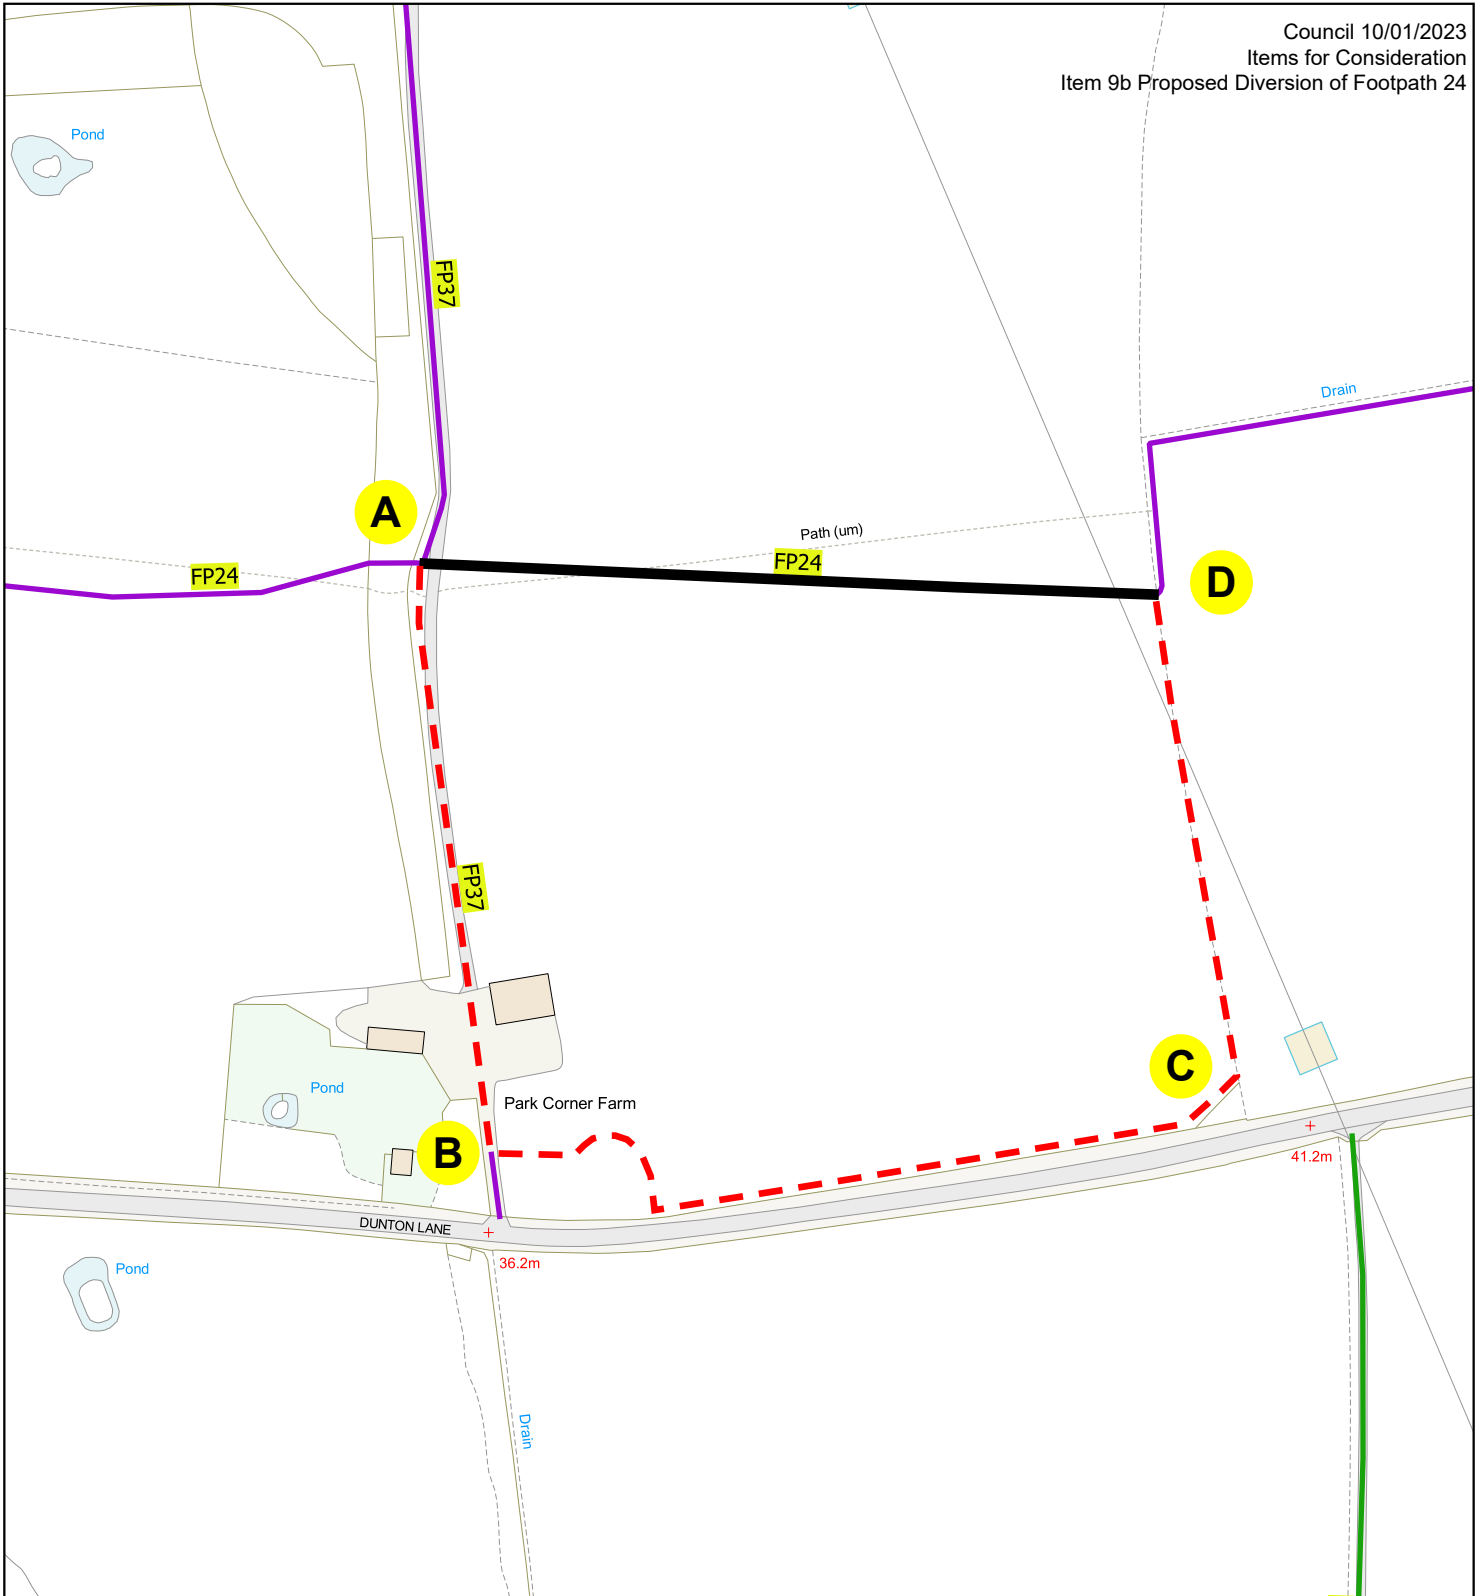 Council 10/01/2023
Items for Consideration
Item 9b Proposed Diversion of Footpath 24
Pond
FP37
Drain
A
Path (um)
FP24
FP24
D
FP37
C
Pond
Park Corner Farm
B
41.2m
DUNTON LANE
36.2m
Pond
Drain